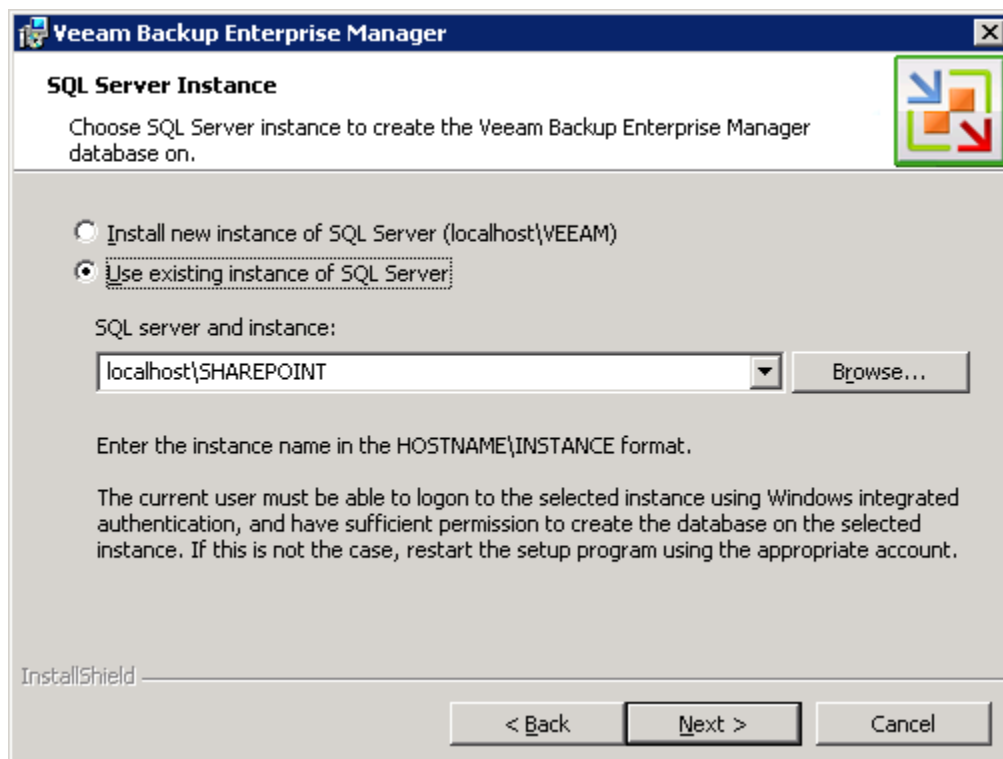 Veeam Backup Enterprise Manager
SQL Server Instance
Choose SQL Server instance to create the Veeam Backup Enterprise Manager
database on.
Install new instance of SQL Server (localhost\VEEAM)
Use existing instance of SQL Server
SQL server and instance:
localhost\SHAREPOINT
Browse...
Enter the instance name in the HOSTNAME\INSTANCE format.
The current user must be able to logon to the selected instance using Windows integrated
authentication, and have sufficient permission to create the database on the selected
instance. If this is not the case, restart the setup program using the appropriate account.
InstallShield
< Back
Next >
Cancel